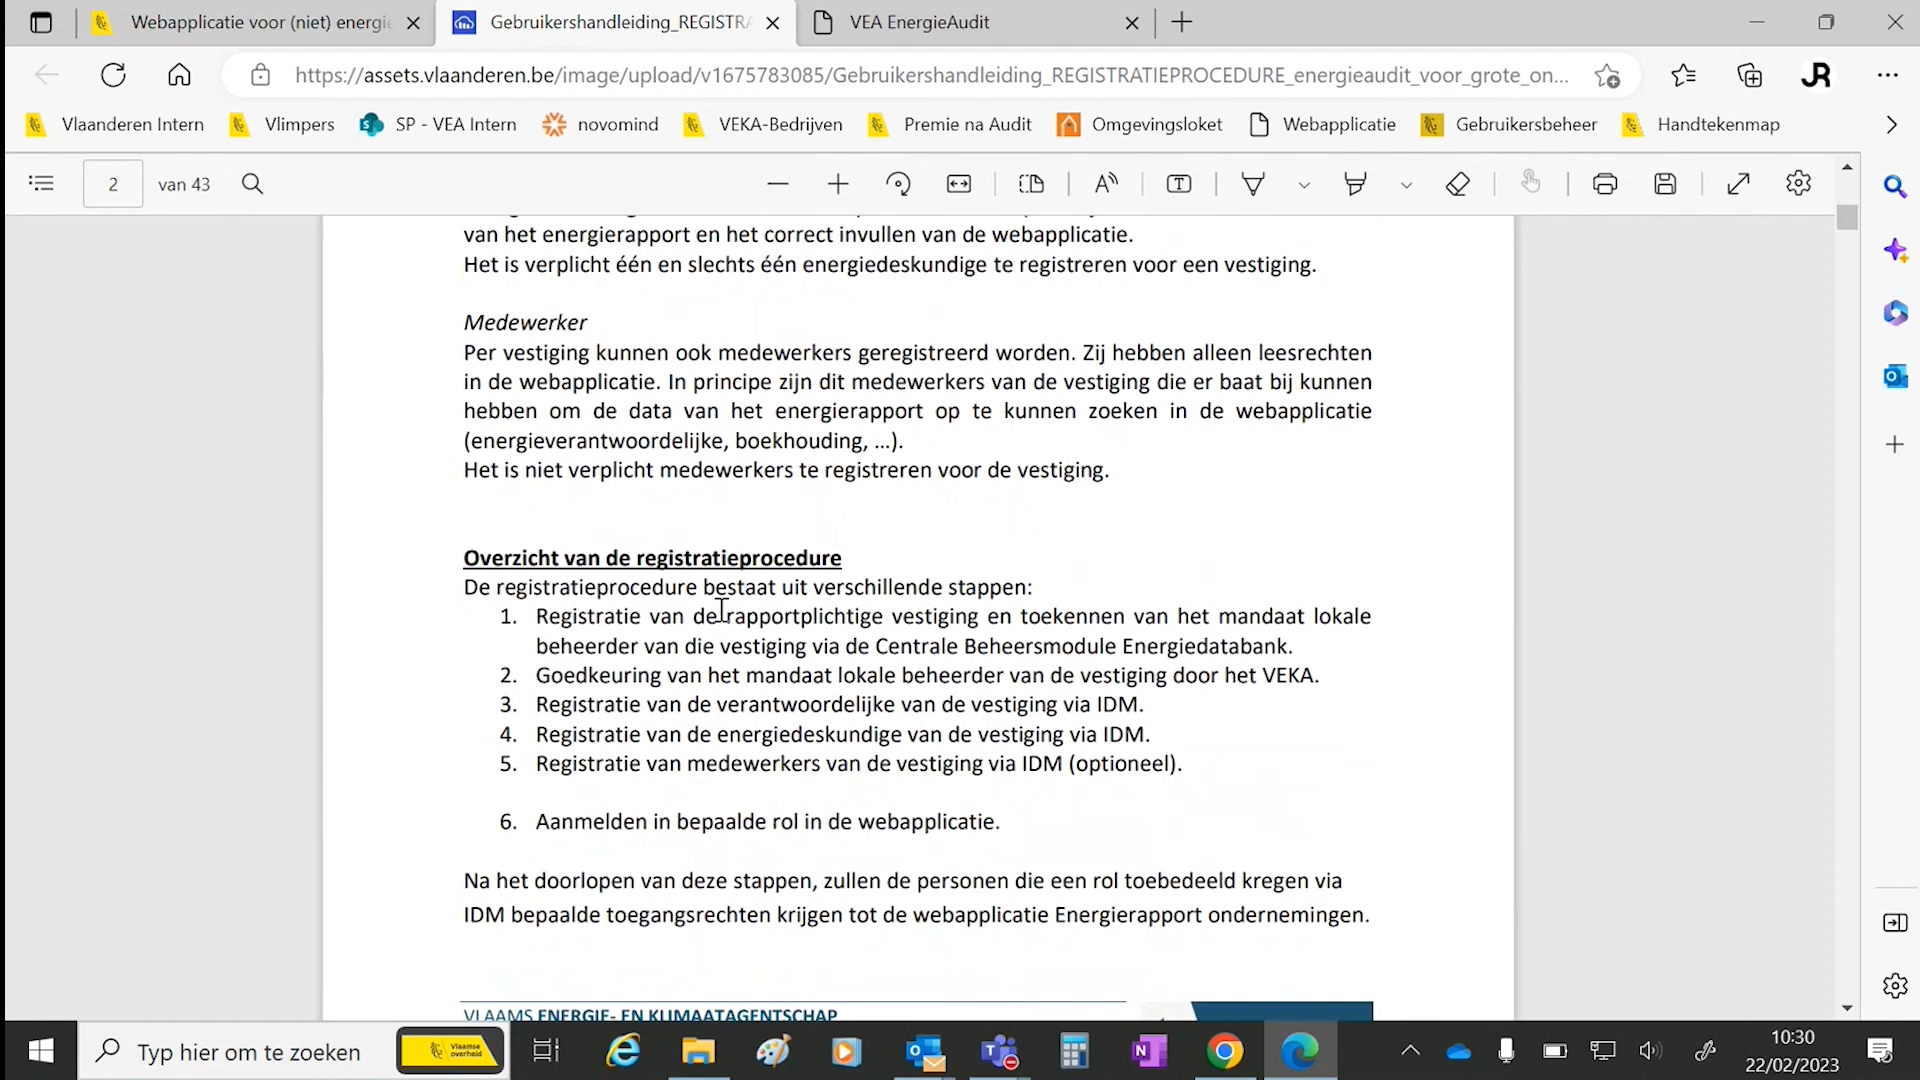 Webapplicatie voor (niet) energie
Gebruikershandleiding_REGISTRA
VEA EnergieAudit
https://assets.vlaanderen.be/image/upload/v1675783085/Gebruikershandleiding_REGISTRATIEPROCEDURE_energieaudit_voor_grote_on...
JR
Vlaanderen Intern
Vlimpers
SP - VEA Intern
novomind
VEKA-Bedrijven
Premie na Audit
Omgevingsloket
Webapplicatie
Gebruikersbeheer
Handtekenmap
2
van 43
van het energierapport en het correct invullen van de webapplicatie.
Het is verplicht één en slechts één energiedeskundige te registreren voor een vestiging.
Medewerker
Per vestiging kunnen ook medewerkers geregistreerd worden. Zij hebben alleen leesrechten
in de webapplicatie. In principe zijn dit medewerkers van de vestiging die er baat bij kunnen
hebben om de data van het energierapport op te kunnen zoeken in de webapplicatie
(energieverantwoordelijke, boekhouding, ...).
Het is niet verplicht medewerkers te registreren voor de vestiging.
Overzicht van de registratieprocedure
De registratieprocedure bestaat uit verschillende stappen:
1. Registratie van de rapportplichtige vestiging en toekennen van het mandaat lokale
beheerder van die vestiging via de Centrale Beheersmodule Energiedatabank.
2. Goedkeuring van het mandaat lokale beheerder van de vestiging door het VEKA.
3. Registratie van de verantwoordelijke van de vestiging via IDM.
4. Registratie van de energiedeskundige van de vestiging via IDM.
5. Registratie van medewerkers van de vestiging via IDM (optioneel).
6. Aanmelden in bepaalde rol in de webapplicatie.
Na het doorlopen van deze stappen, zullen de personen die een rol toebedeeld kregen via
IDM bepaalde toegangsrechten krijgen tot de webapplicatie Energierapport ondernemingen.
VLAAMS ENERGIE- EN KLIMAATAGENTSCHAP
Typ hier om te zoeken
Vlaamse
overheid
10:30
22/02/2023